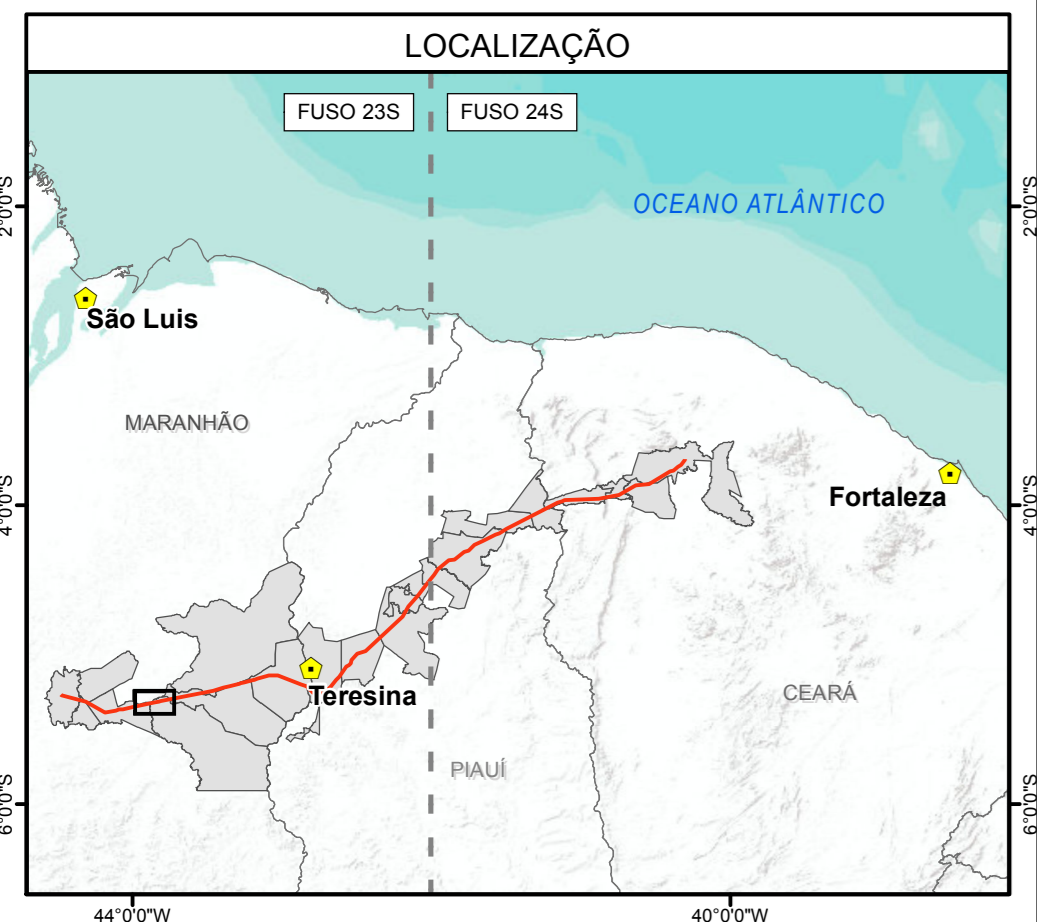 LOCALIZAÇÃO
FUSO 23S
FUSO 24S
2°0'0"S
2°0'0"S
OCEANO ATLÂNTICO
São Luis
MARANHÃO
4°0'0"S
4°0'0"S
Fortaleza
Teresina
CEARÁ
PIAUÍ
6°0'0"S
6°0'0"S
44°0'0"W
40°0'0"W